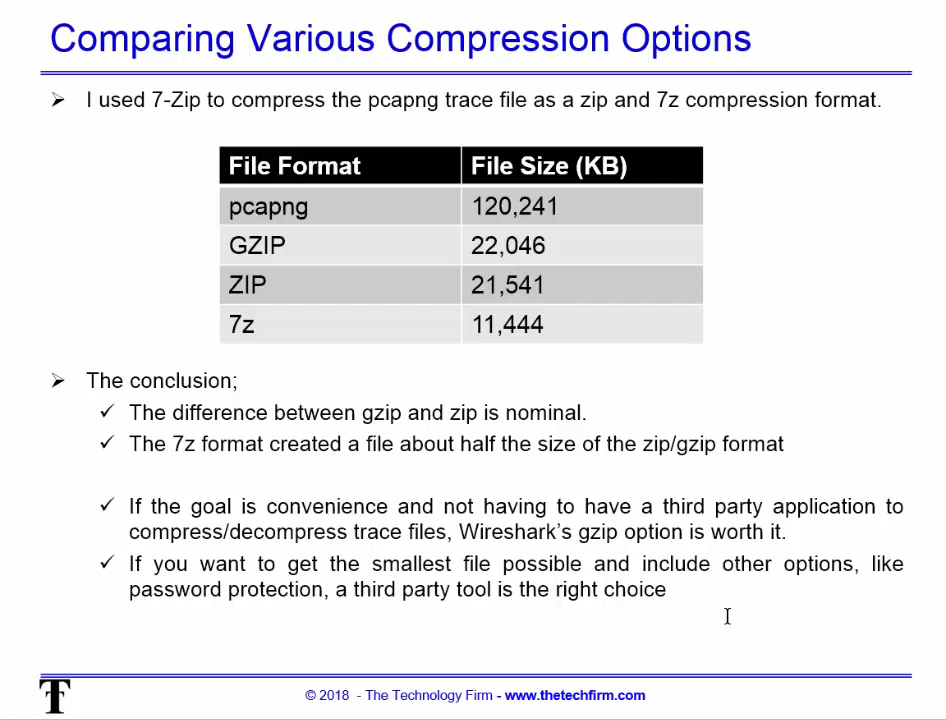 Comparing Various Compression Options
I used 7-Zip to compress the pcapng trace file as a zip and 7z compression format.
File Format File Size (KB)
pcapng 120,241
GZIP 22,046
ZIP 21,541
7z 11,444
The conclusion;
The difference between gzip and zip is nominal.
The 7z format created a file about half the size of the zip/gzip format
If the goal is convenience and not having to have a third party application to
compress/decompress trace files, Wireshark's gzip option is worth it.
If you want to get the smallest file possible and include other options, like
password protection, a third party tool is the right choice
© 2018 - The Technology Firm - www.thetechfirm.com